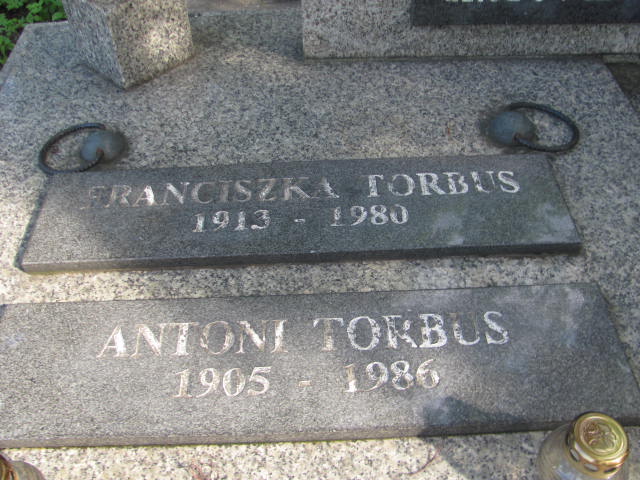 FRANCISZKA TORBUS
1913 - 1980
ANTONI TORBUS
1905 - 1986